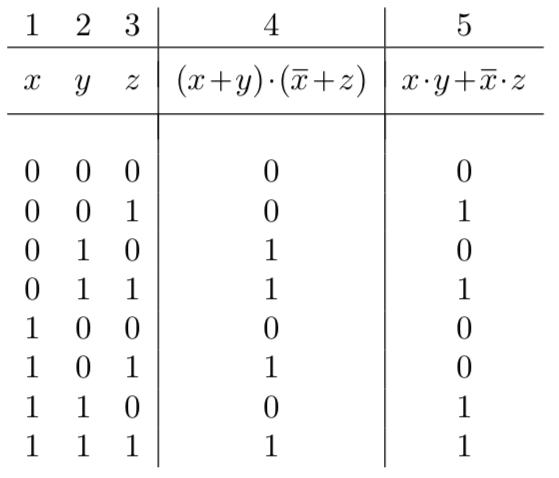 1 2 3 4 5
x y z (x+y)·(x̅+z) x·y+x̅·z
0 0 0 0 0
0 0 1 0 1
0 1 0 1 0
0 1 1 1 1
1 0 0 0 0
1 0 1 1 0
1 1 0 0 1
1 1 1 1 1